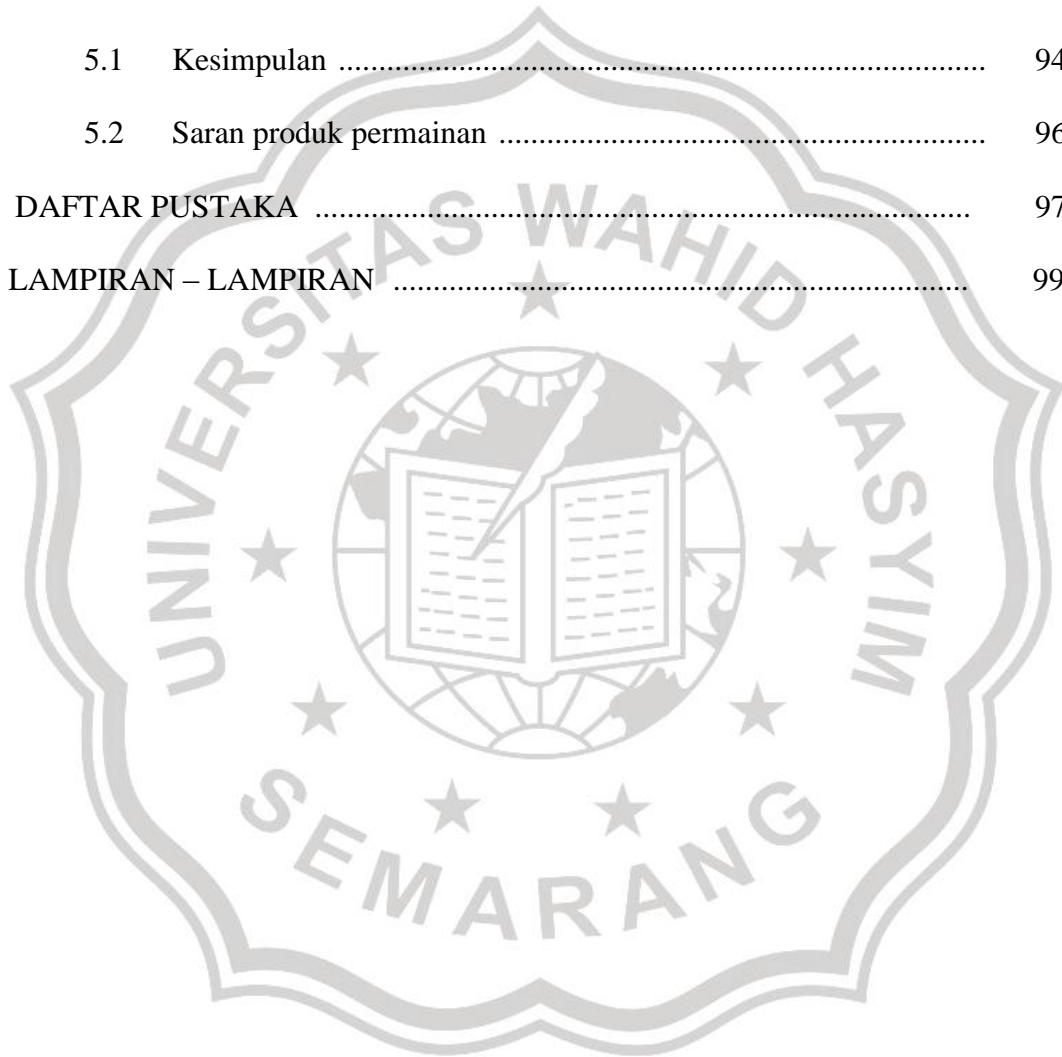 5.1 Kesimpulan ........................................................................... 94
5.2 Saran produk permainan ........................................................ 96
DAFTAR PUSTAKA ............................................................................ 97
LAMPIRAN – LAMPIRAN .................................................................. 99
UNIVERSITAS WAHID HASYIM
SEMARANG